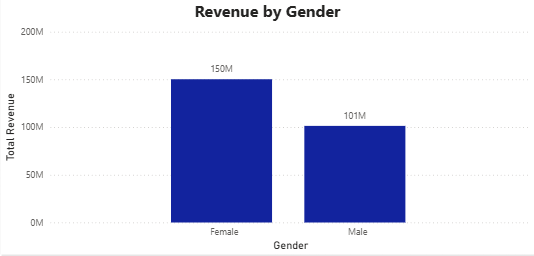 Revenue by Gender
200M
150M
100M
50M
0M
Total Revenue
150M
101M
Female
Male
Gender